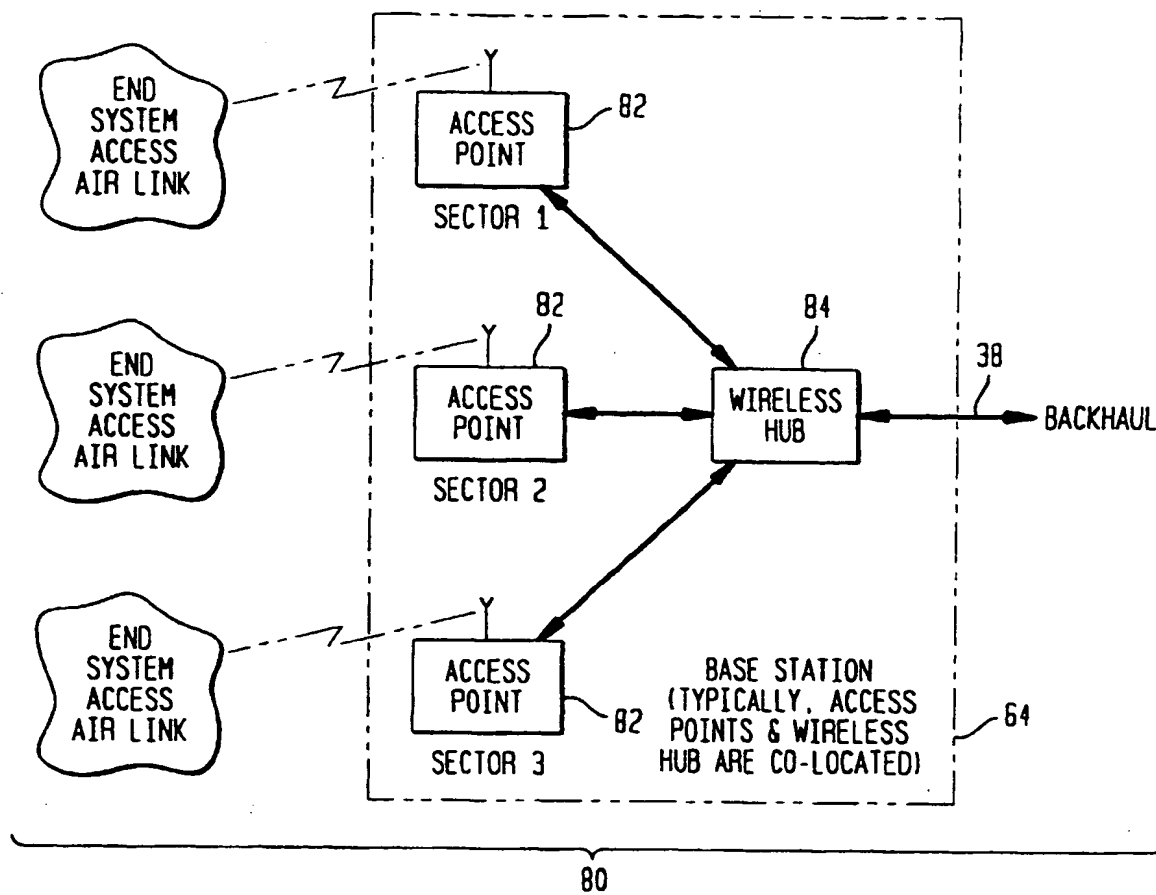 END
SYSTEM
ACCESS
AIR LINK
ACCESS
POINT
82
SECTOR 1
END
SYSTEM
ACCESS
AIR LINK
ACCESS
POINT
82
SECTOR 2
WIRELESS
HUB
84
38
BACKHAUL
END
SYSTEM
ACCESS
AIR LINK
ACCESS
POINT
82
SECTOR 3
BASE STATION
(TYPICALLY, ACCESS
POINTS & WIRELESS
HUB ARE CO-LOCATED)
64
80